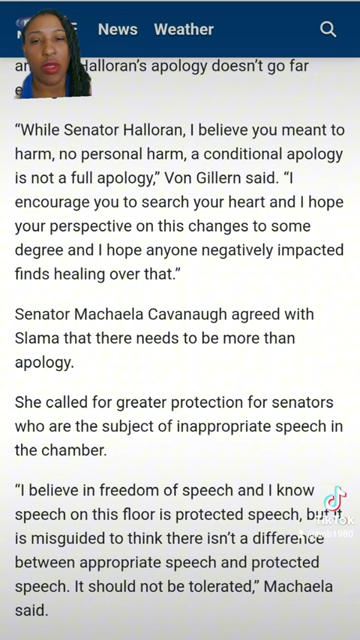 News Weather
Halloran’s apology doesn’t go far
“While Senator Halloran, I believe you meant to
harm, no personal harm, a conditional apology
is not a full apology,” Von Gillern said. “I
encourage you to search your heart and I hope
your perspective on this changes to some
degree and I hope anyone negatively impacted
finds healing over that.”
Senator Machaela Cavanaugh agreed with
Slama that there needs to be more than
apology.
She called for greater protection for senators
who are the subject of inappropriate speech in
the chamber.
“I believe in freedom of speech and I know
speech on this floor is protected speech, but it
is misguided to think there isn’t a difference
between appropriate speech and protected
speech. It should not be tolerated,” Machaela
said.
TikTok